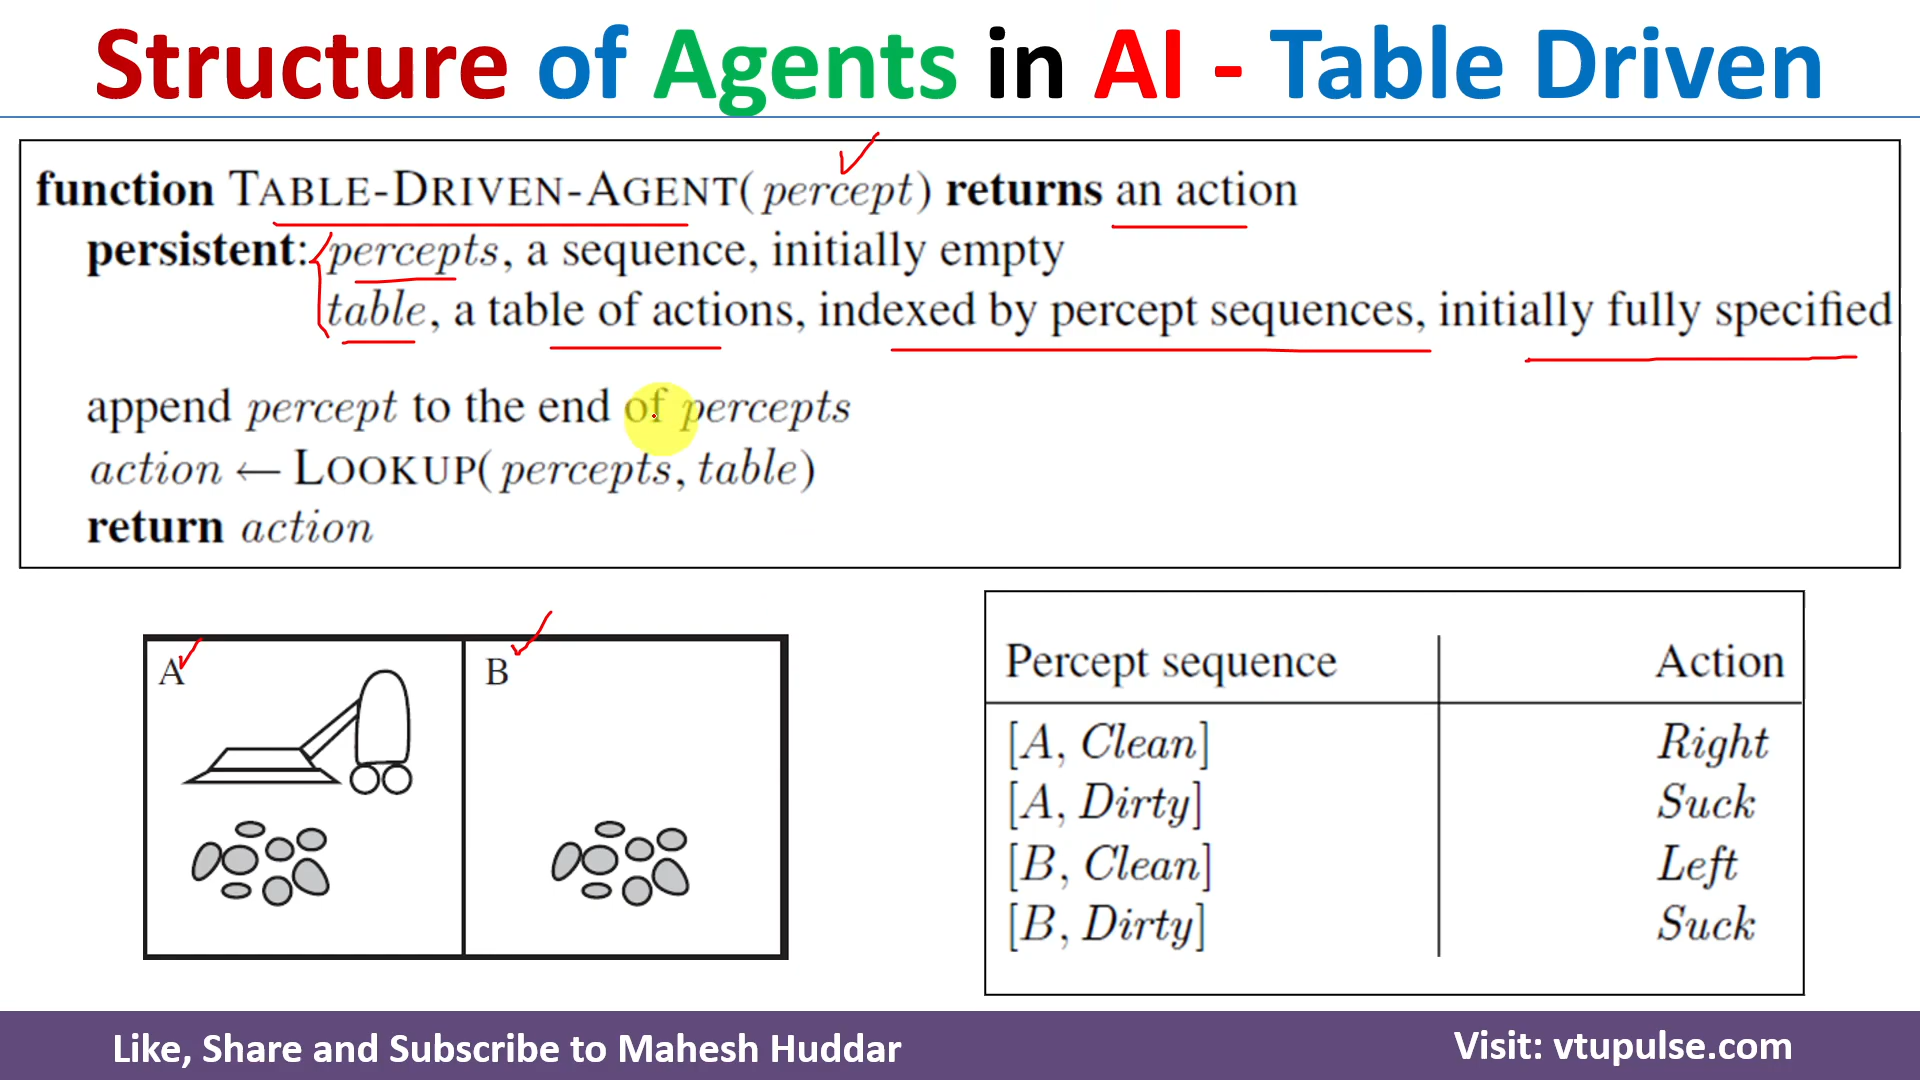 Structure of Agents in AI - Table Driven
function TABLE-DRIVEN-AGENT(percept) returns an action
persistent: percepts, a sequence, initially empty
table, a table of actions, indexed by percept sequences, initially fully specified
append percept to the end of percepts
action ← LOOKUP(percepts, table)
return action
A
B
Percept sequence Action
[A, Clean] Right
[A, Dirty] Suck
[B, Clean] Left
[B, Dirty] Suck
Like, Share and Subscribe to Mahesh Huddar
Visit: vtupulse.com